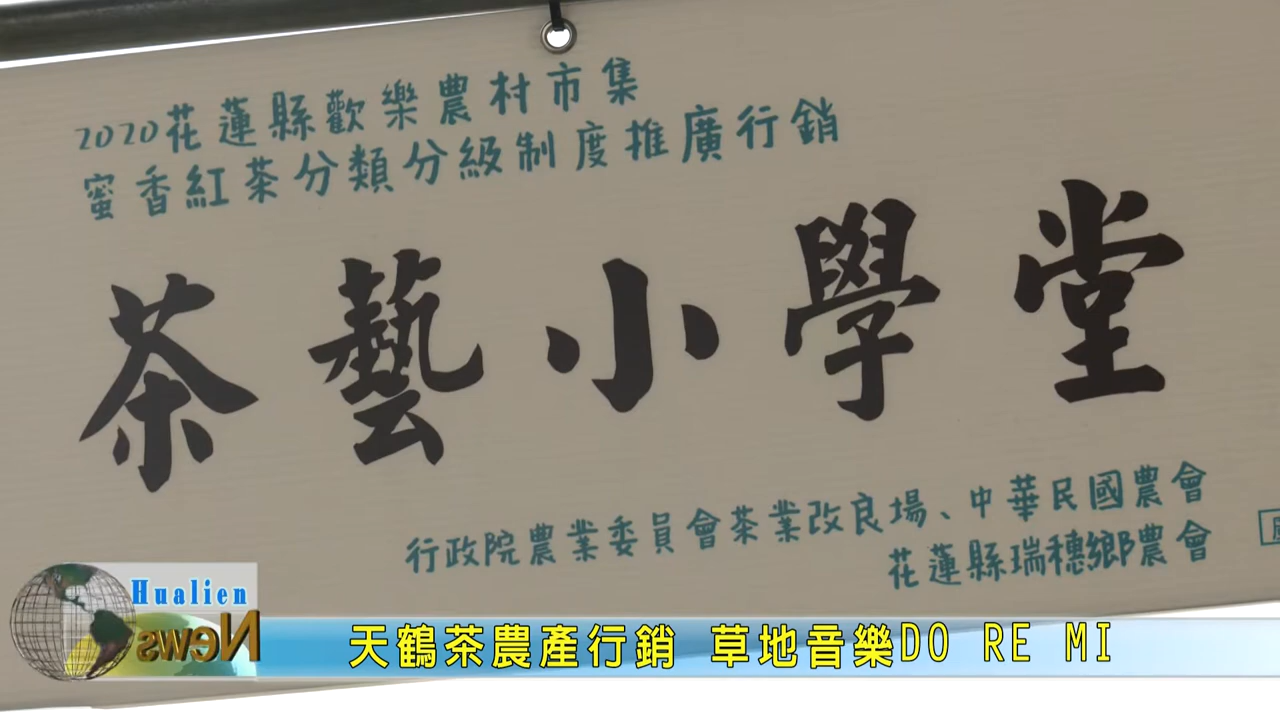 2020花蓮縣歡樂農村市集
蜜香紅茶分類分級制度推廣行銷
茶藝小學堂
行政院農業委員會茶業改良場、中華民國農會
花蓮縣瑞穗鄉農會
Hualien
News
天鶴茶農產行銷 草地音樂DO RE MI